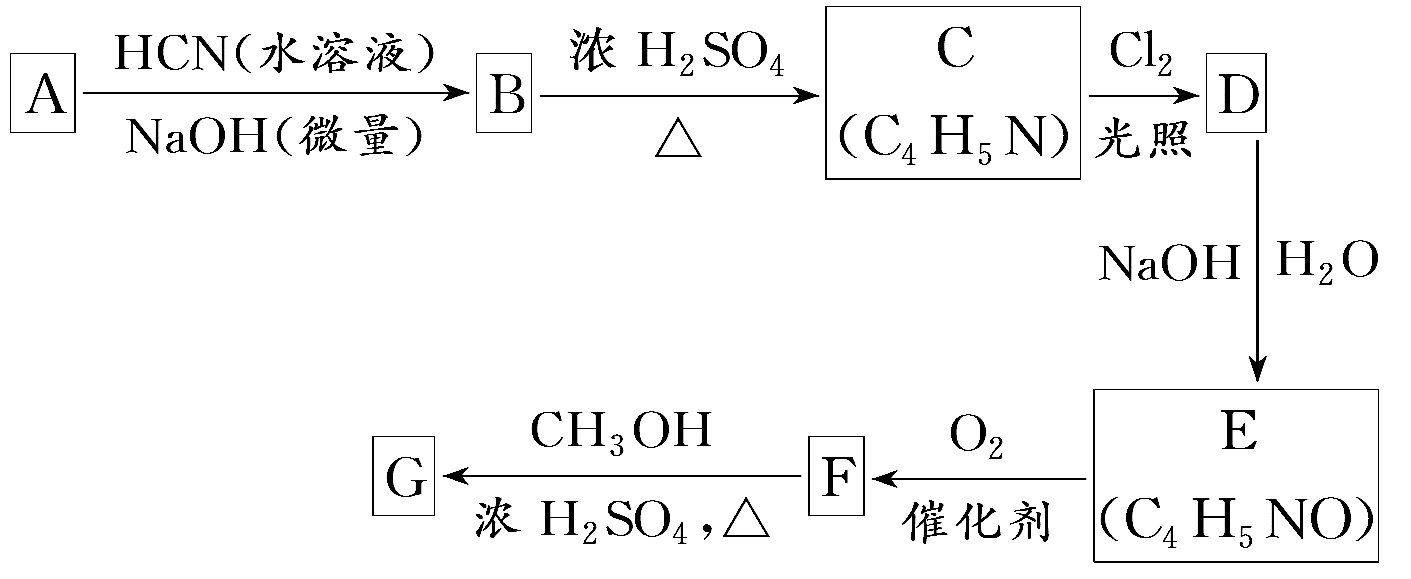 A HCN(水溶液) NaOH(微量) B 浓 H₂SO₄ △ C (C₄H₅N) Cl₂ 光照 D
NaOH H₂O
G CH₃OH 浓 H₂SO₄,△ F O₂ 催化剂 E (C₄H₅NO)